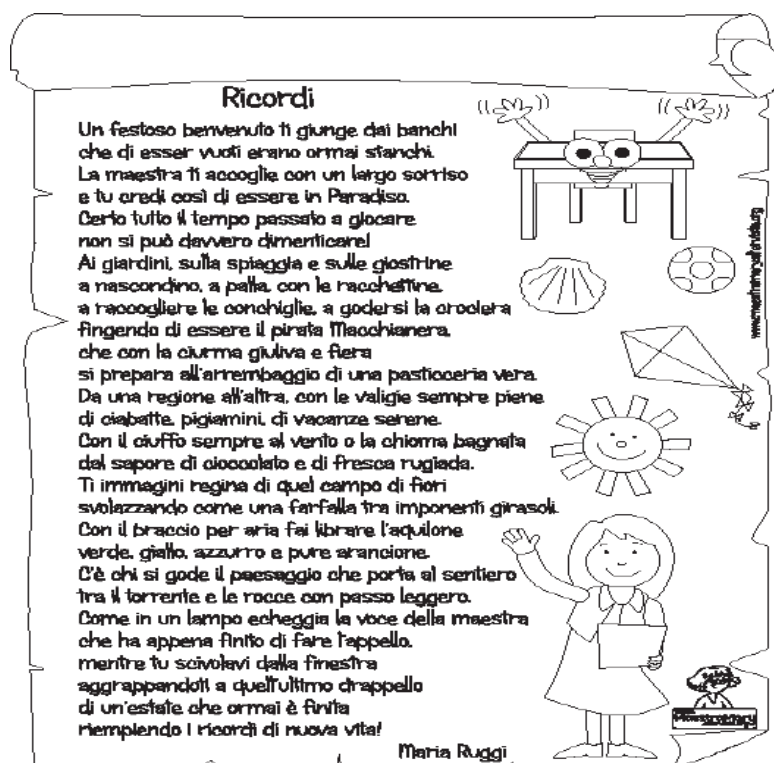 Ricordi
Un festoso benvenuto ti giunge dai banchi
che di esser vuoti erano ormai stanchi.
La maestra ti accoglie con un largo sorriso
e tu credi così di essere in Paradiso.
Certo tutto il tempo passato a giocare
non si può davvero dimenticare!
Ai giardini, sulla spiaggia e sulle giostrine
a nascondino, a palla, con le racchettine,
a raccogliere le conchiglie, a godersi la crociera
fingendo di essere il pirata Macchianera,
che con la ciurma giuliva e fiera
si prepara all'arrembaggio di una pasticceria vera.
Da una regione all'altra, con le valigie sempre piene
di ciabatte, pigiamini, di vacanze serene.
Con il ciuffo sempre al vento o la chioma bagnata
dal sapore di cioccolato e di fresca rugiada.
Ti immagini regina di quel campo di fiori
svolazzando come una farfalla tra imponenti girasoli.
Con il braccio per aria fai librare l'aquilone
verde, giallo, azzurro e pure arancione.
C'è chi si gode il paesaggio che porta al sentiero
tra il torrente e le rocce con passo leggero.
Come in un lampo echeggia la voce della maestra
che ha appena finito di fare l'appello,
mentre tu scivolavi dalla finestra
aggrappandoti a quell'ultimo drappello
di un'estate che ormai è finita
riempiendo i ricordi di nuova vita!
Maria Ruggi